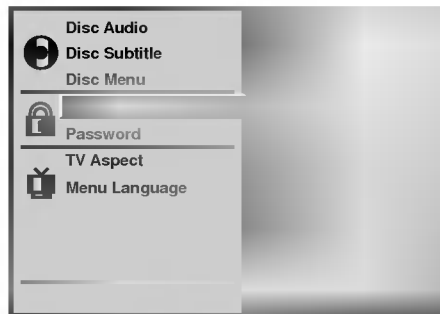 Disc Audio
Disc Subtitle
Disc Menu
Password
TV Aspect
Menu Language